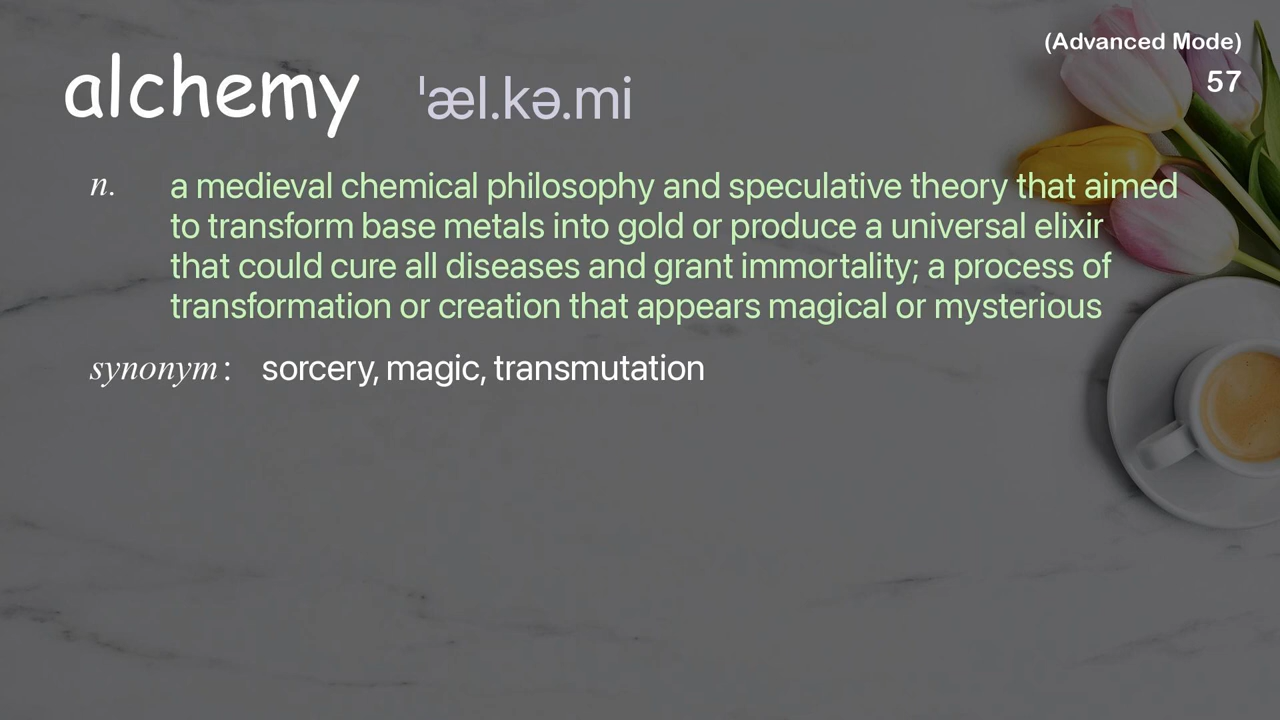 (Advanced Mode)
57
alchemy ˈæl.kə.mi
n. a medieval chemical philosophy and speculative theory that aimed
to transform base metals into gold or produce a universal elixir
that could cure all diseases and grant immortality; a process of
transformation or creation that appears magical or mysterious
synonym: sorcery, magic, transmutation